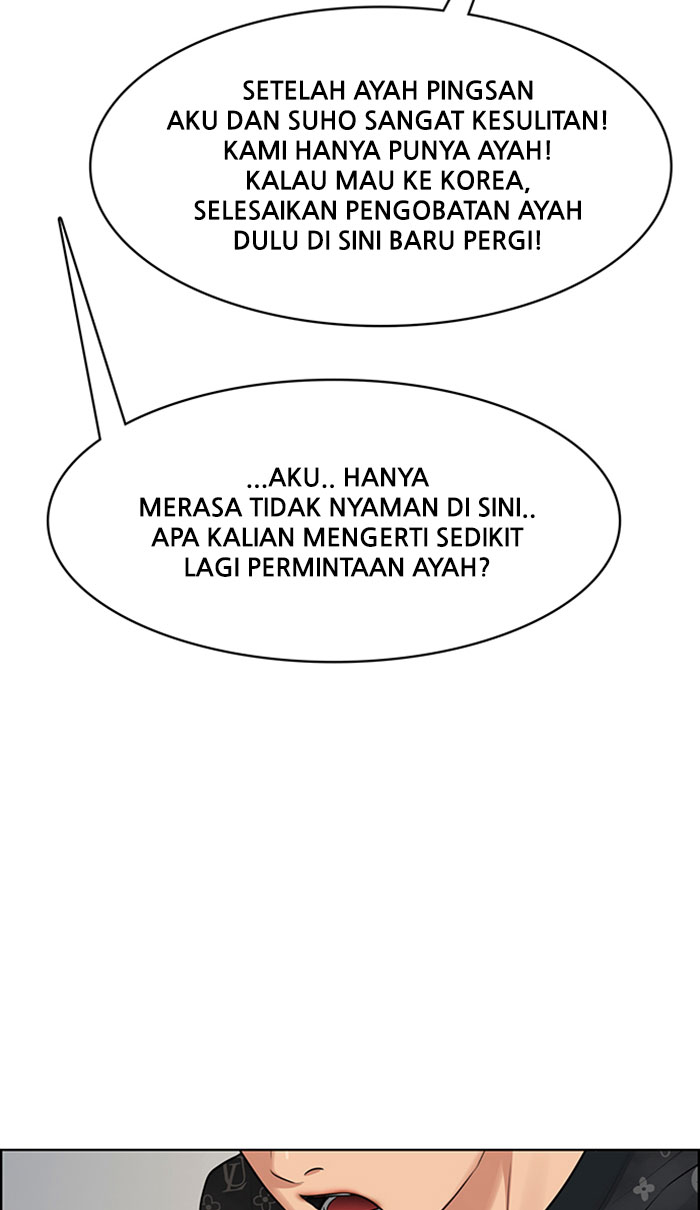 SETELAH AYAH PINGSAN
AKU DAN SUHO SANGAT KESULITAN!
KAMI HANYA PUNYA AYAH!
KALAU MAU KE KOREA,
SELESAIKAN PENGOBATAN AYAH
DULU DI SINI BARU PERGI!
...AKU.. HANYA
MERASA TIDAK NYAMAN DI SINI..
APA KALIAN MENGERTI SEDIKIT
LAGI PERMINTAAN AYAH?
LV